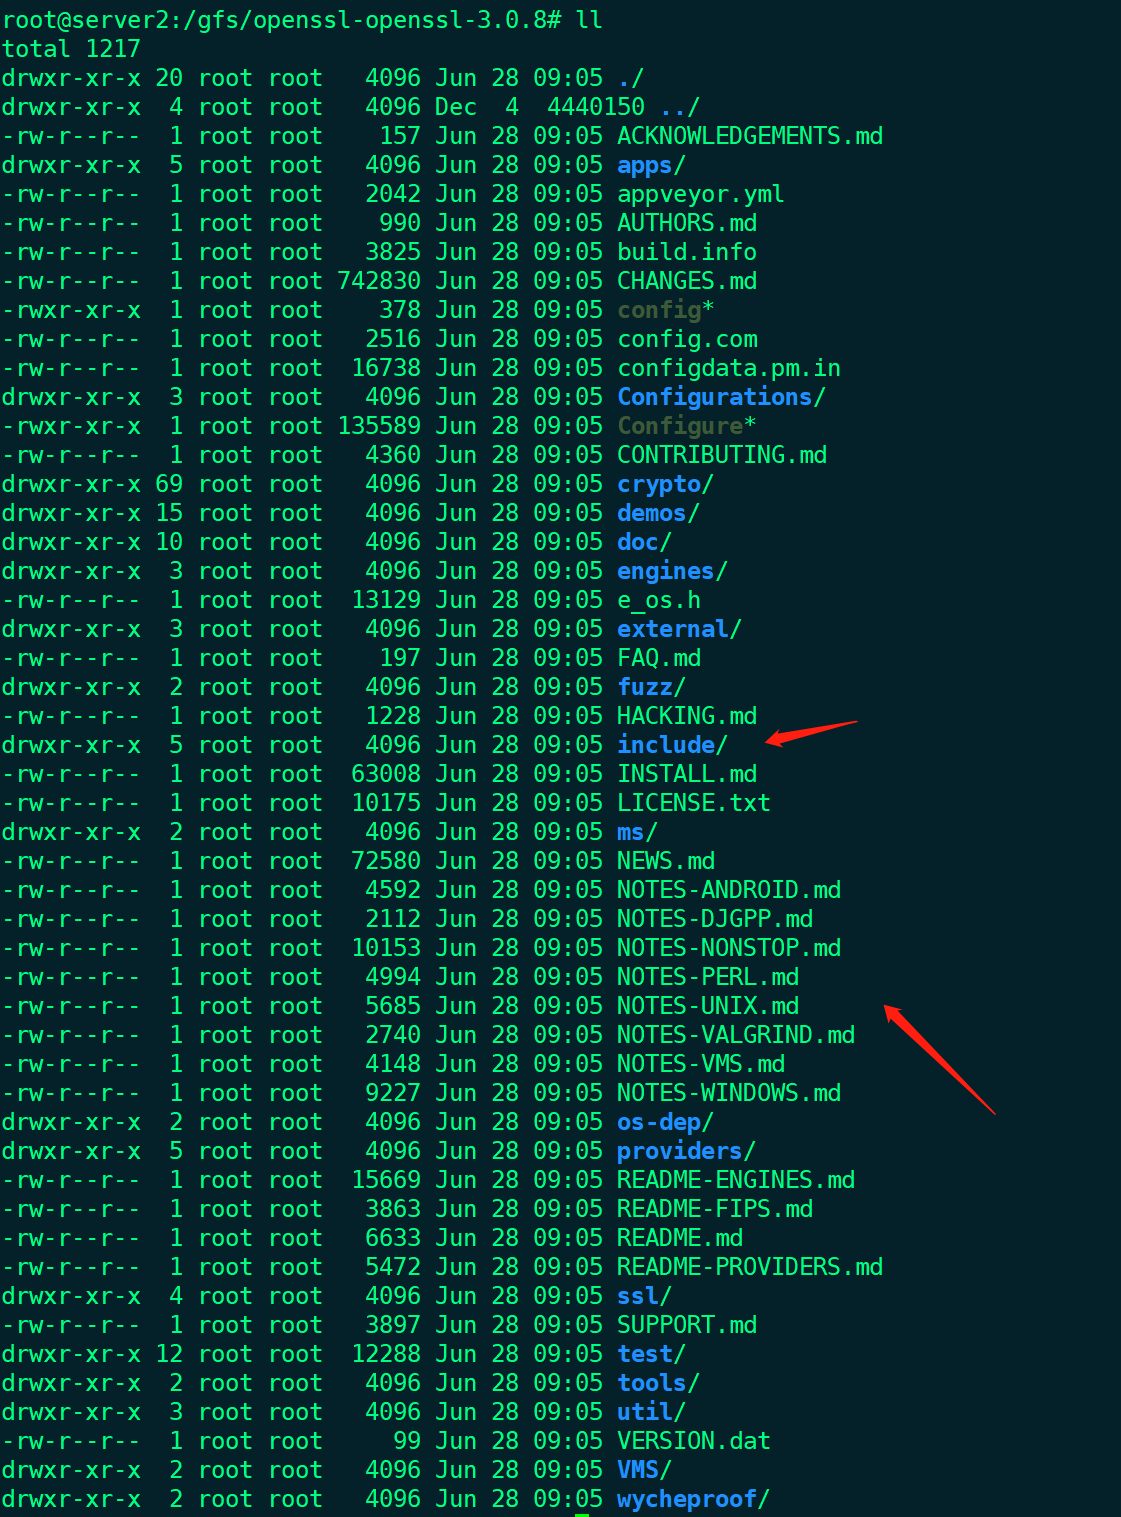 root@server2:/gfs/openssl-openssl-3.0.8# ll
total 1217
drwxr-xr-x 20 root root   4096 Jun 28 09:05 ./
drwxr-xr-x  4 root root   4096 Dec  4  4440150 ../
-rw-r--r--  1 root root    157 Jun 28 09:05 ACKNOWLEDGEMENTS.md
drwxr-xr-x  5 root root   4096 Jun 28 09:05 apps/
-rw-r--r--  1 root root   2042 Jun 28 09:05 appveyor.yml
-rw-r--r--  1 root root    990 Jun 28 09:05 AUTHORS.md
-rw-r--r--  1 root root   3825 Jun 28 09:05 build.info
-rw-r--r--  1 root root 742830 Jun 28 09:05 CHANGES.md
-rwxr-xr-x  1 root root    378 Jun 28 09:05 config*
-rw-r--r--  1 root root   2516 Jun 28 09:05 config.com
-rw-r--r--  1 root root  16738 Jun 28 09:05 configdata.pm.in
drwxr-xr-x  3 root root   4096 Jun 28 09:05 Configurations/
-rwxr-xr-x  1 root root 135589 Jun 28 09:05 Configure*
-rw-r--r--  1 root root   4360 Jun 28 09:05 CONTRIBUTING.md
drwxr-xr-x 69 root root   4096 Jun 28 09:05 crypto/
drwxr-xr-x 15 root root   4096 Jun 28 09:05 demos/
drwxr-xr-x 10 root root   4096 Jun 28 09:05 doc/
drwxr-xr-x  3 root root   4096 Jun 28 09:05 engines/
-rw-r--r--  1 root root  13129 Jun 28 09:05 e_os.h
drwxr-xr-x  3 root root   4096 Jun 28 09:05 external/
-rw-r--r--  1 root root    197 Jun 28 09:05 FAQ.md
drwxr-xr-x  2 root root   4096 Jun 28 09:05 fuzz/
-rw-r--r--  1 root root   1228 Jun 28 09:05 HACKING.md
drwxr-xr-x  5 root root   4096 Jun 28 09:05 include/
-rw-r--r--  1 root root  63008 Jun 28 09:05 INSTALL.md
-rw-r--r--  1 root root  10175 Jun 28 09:05 LICENSE.txt
drwxr-xr-x  2 root root   4096 Jun 28 09:05 ms/
-rw-r--r--  1 root root  72580 Jun 28 09:05 NEWS.md
-rw-r--r--  1 root root   4592 Jun 28 09:05 NOTES-ANDROID.md
-rw-r--r--  1 root root   2112 Jun 28 09:05 NOTES-DJGPP.md
-rw-r--r--  1 root root  10153 Jun 28 09:05 NOTES-NONSTOP.md
-rw-r--r--  1 root root   4994 Jun 28 09:05 NOTES-PERL.md
-rw-r--r--  1 root root   5685 Jun 28 09:05 NOTES-UNIX.md
-rw-r--r--  1 root root   2740 Jun 28 09:05 NOTES-VALGRIND.md
-rw-r--r--  1 root root   4148 Jun 28 09:05 NOTES-VMS.md
-rw-r--r--  1 root root   9227 Jun 28 09:05 NOTES-WINDOWS.md
drwxr-xr-x  2 root root   4096 Jun 28 09:05 os-dep/
drwxr-xr-x  5 root root   4096 Jun 28 09:05 providers/
-rw-r--r--  1 root root  15669 Jun 28 09:05 README-ENGINES.md
-rw-r--r--  1 root root   3863 Jun 28 09:05 README-FIPS.md
-rw-r--r--  1 root root   6633 Jun 28 09:05 README.md
-rw-r--r--  1 root root   5472 Jun 28 09:05 README-PROVIDERS.md
drwxr-xr-x  4 root root   4096 Jun 28 09:05 ssl/
-rw-r--r--  1 root root   3897 Jun 28 09:05 SUPPORT.md
drwxr-xr-x 12 root root  12288 Jun 28 09:05 test/
drwxr-xr-x  2 root root   4096 Jun 28 09:05 tools/
drwxr-xr-x  3 root root   4096 Jun 28 09:05 util/
-rw-r--r--  1 root root     99 Jun 28 09:05 VERSION.dat
drwxr-xr-x  2 root root   4096 Jun 28 09:05 VMS/
drwxr-xr-x  2 root root   4096 Jun 28 09:05 wycheproof/